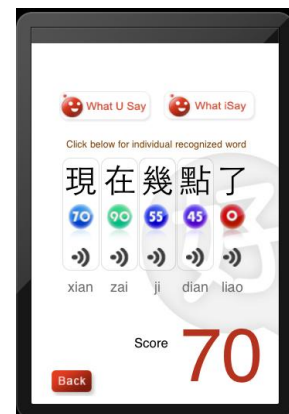 What U Say What iSay
Click below for individual recognized word
現在幾點了
70 90 55 45 0
xian zai ji dian liao
Score 70
Back